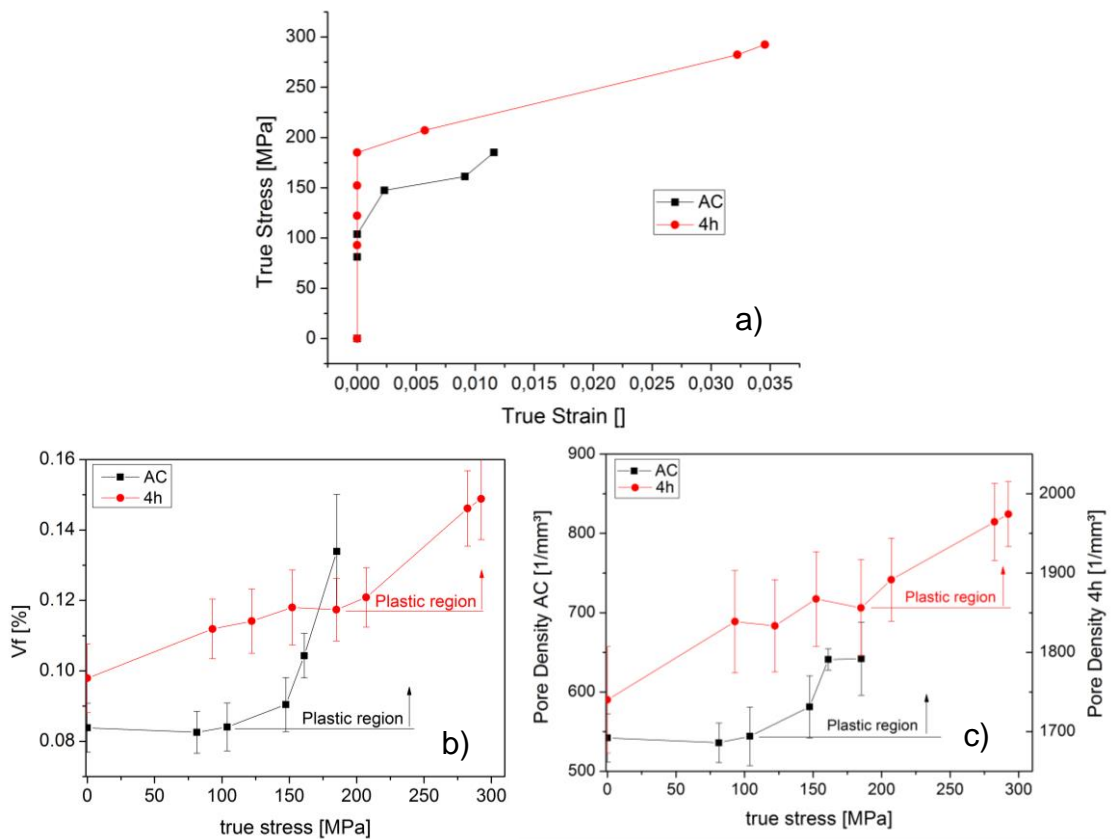 300
250
200
150
100
50
0
True Stress [MPa]
AC
4h
a)
0,000 0,005 0,010 0,015 0,020 0,025 0,030 0,035
True Strain []
0.16
0.14
0.12
0.10
0.08
Vf [%]
AC
4h
Plastic region
Plastic region
b)
0 50 100 150 200 250 300
true stress [MPa]
900
800
700
600
500
Pore Density AC [1/mm³]
AC
4h
Plastic region
Plastic region
c)
2000
1900
1800
1700
Pore Density 4h [1/mm³]
0 50 100 150 200 250 300
true stress [MPa]